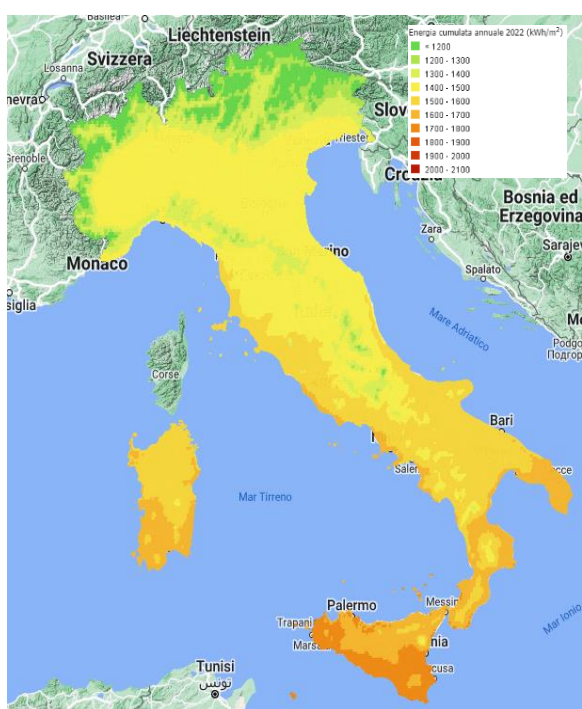 Basilea
Liechtenstein
Svizzera
Losanna
Grenoble
Monaco
Corse
Energia cumulata annuale 2022 (kWh/m²)
< 1200
1200 - 1300
1300 - 1400
1400 - 1500
1500 - 1600
1600 - 1700
1700 - 1800
1800 - 1900
1900 - 2000
2000 - 2100
Bosnia ed
Erzegovina
Zara
Spalato
Mare Adriatico
Bari
Mar Tirreno
Palermo
Trapani
Mar Ionio
Tunisi
تونس